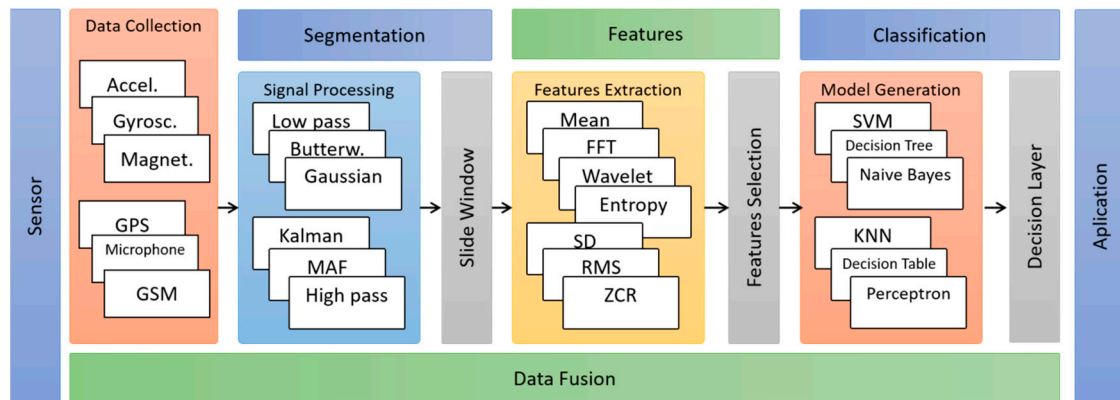 Sensor
Data Collection
Accel.
Gyrosc.
Magnet.
GPS
Microphone
GSM
Segmentation
Signal Processing
Low pass
Butterw.
Gaussian
Kalman
MAF
High pass
Slide Window
Features
Features Extraction
Mean
FFT
Wavelet
Entropy
SD
RMS
ZCR
Features Selection
Classification
Model Generation
SVM
Decision Tree
Naive Bayes
KNN
Decision Table
Perceptron
Decision Layer
Aplication
Data Fusion